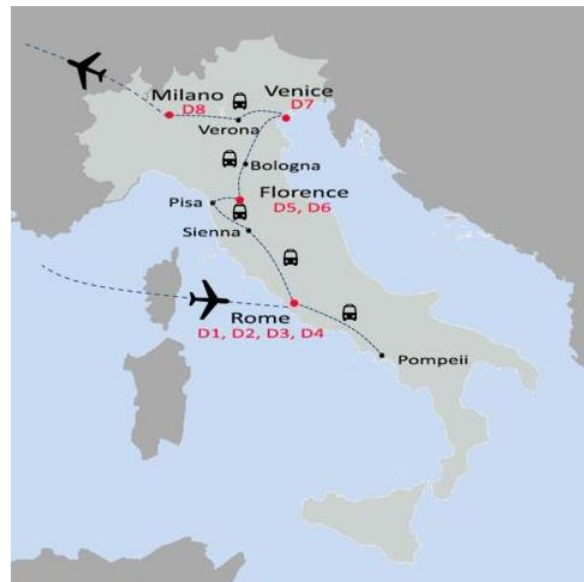 Milano
D8
Venice
D7
Verona
Bologna
Florence
D5, D6
Pisa
Sienna
Rome
D1, D2, D3, D4
Pompeii